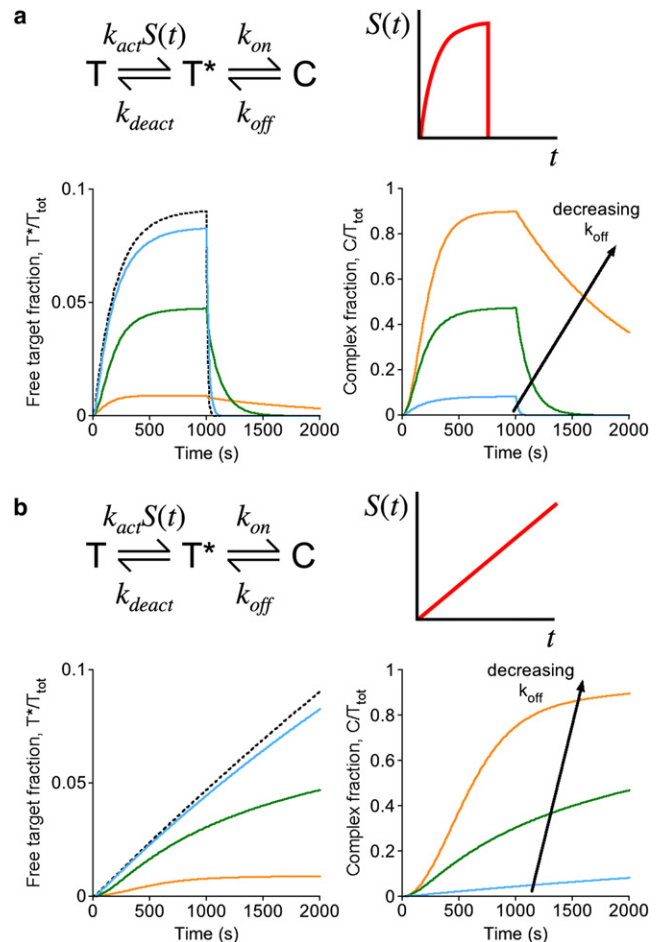 a
k_act S(t) k_on
T ⇌ T* ⇌ C
k_deact k_off
S(t)
t
Free target fraction, T*/T_tot
0.1
0.05
0
0 500 1000 1500 2000
Time (s)
Complex fraction, C/T_tot
1
0.8
0.6
0.4
0.2
0
decreasing
k_off
0 500 1000 1500 2000
Time (s)
b
k_act S(t) k_on
T ⇌ T* ⇌ C
k_deact k_off
S(t)
t
Free target fraction, T*/T_tot
0.1
0.05
0
0 500 1000 1500 2000
Time (s)
Complex fraction, C/T_tot
1
0.8
0.6
0.4
0.2
0
decreasing
k_off
0 500 1000 1500 2000
Time (s)